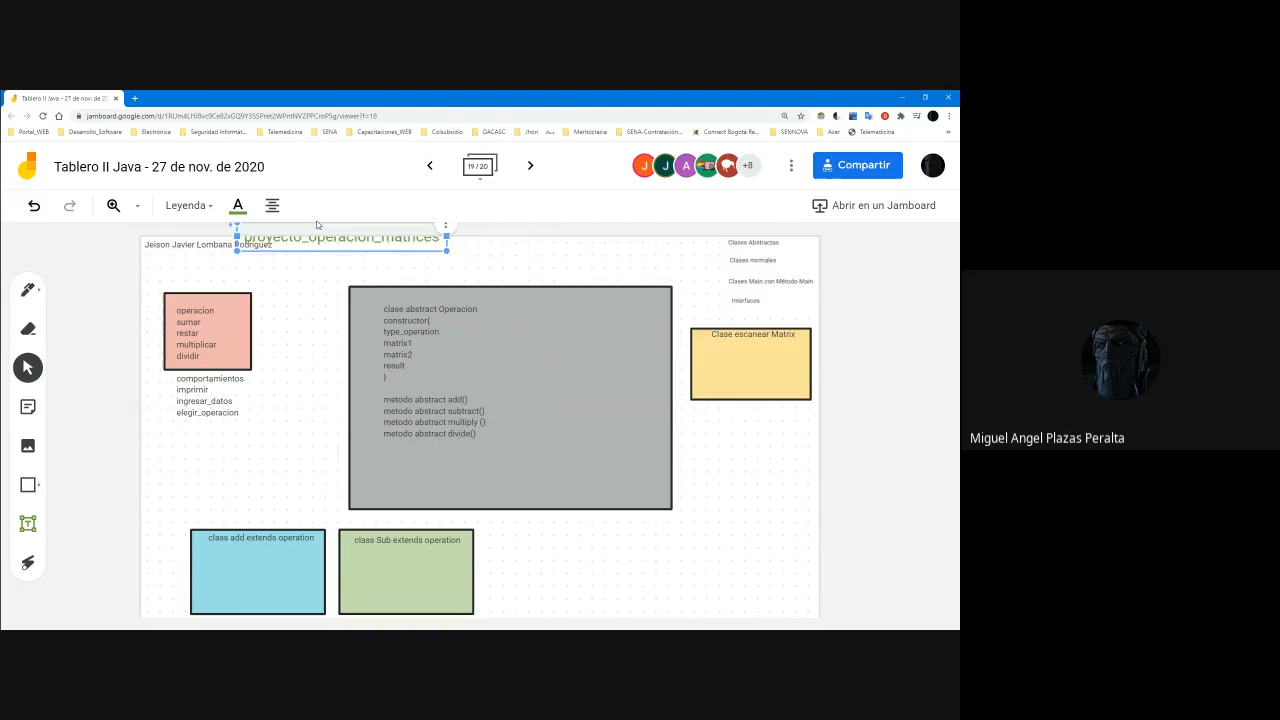 Tablero II Java - 27 de nov. de 20
jamboard.google.com/d/1RUm4LHJ8vc9Ce82xGQ9Y3SSPret2WPntNVZPPCroPSg/viewer?f=18
Portal_WEB
Desarrollo_Software
Electrónica
Seguridad Informát...
Telemedicina
SENA
Capacitaciones_WEB
Colsubsidio
DACASC
Jhon
Meritocracia
SENA-Contratación...
Connect Bogotá Re...
SENNOVA
Acer
Telemedicina
Tablero II Java - 27 de nov. de 2020
19 / 20
J
J
A
+8
Compartir
Leyenda
A
Abrir en un Jamboard
proyecto_operacion_matrices
Jeison Javier Lombana Rodriguez
Clases Abstractas
Clases normales
Clases Main con Método Main
Interfaces
operacion
sumar
restar
multiplicar
dividir
comportamientos
imprimir
ingresar_datos
elegir_operacion
clase abstract Operacion
constructor{
type_operation
matrix1
matrix2
result
}
metodo abstract add()
metodo abstract subtract()
metodo abstract multiply ()
metodo abstract divide()
Clase escanear Matrix
class add extends operation
class Sub extends operation
Miguel Angel Plazas Peralta